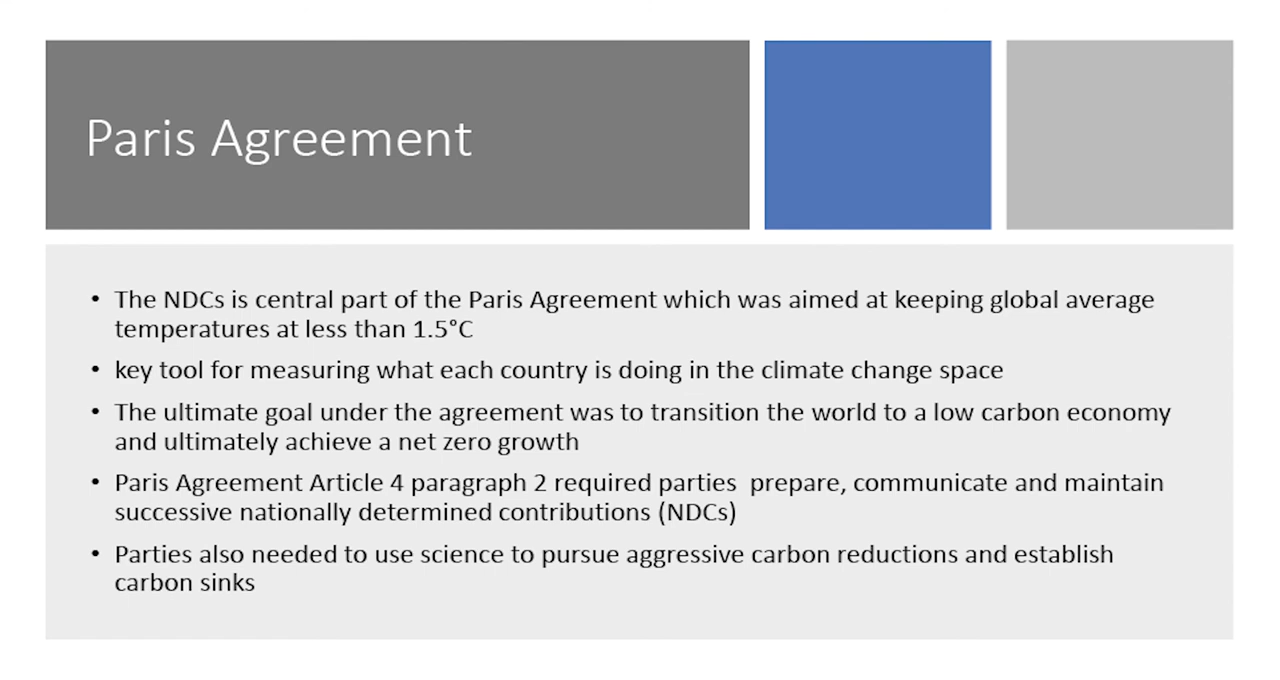 Paris Agreement
• The NDCs is central part of the Paris Agreement which was aimed at keeping global average
temperatures at less than 1.5°C
• key tool for measuring what each country is doing in the climate change space
• The ultimate goal under the agreement was to transition the world to a low carbon economy
and ultimately achieve a net zero growth
• Paris Agreement Article 4 paragraph 2 required parties  prepare, communicate and maintain
successive nationally determined contributions (NDCs)
• Parties also needed to use science to pursue aggressive carbon reductions and establish
carbon sinks